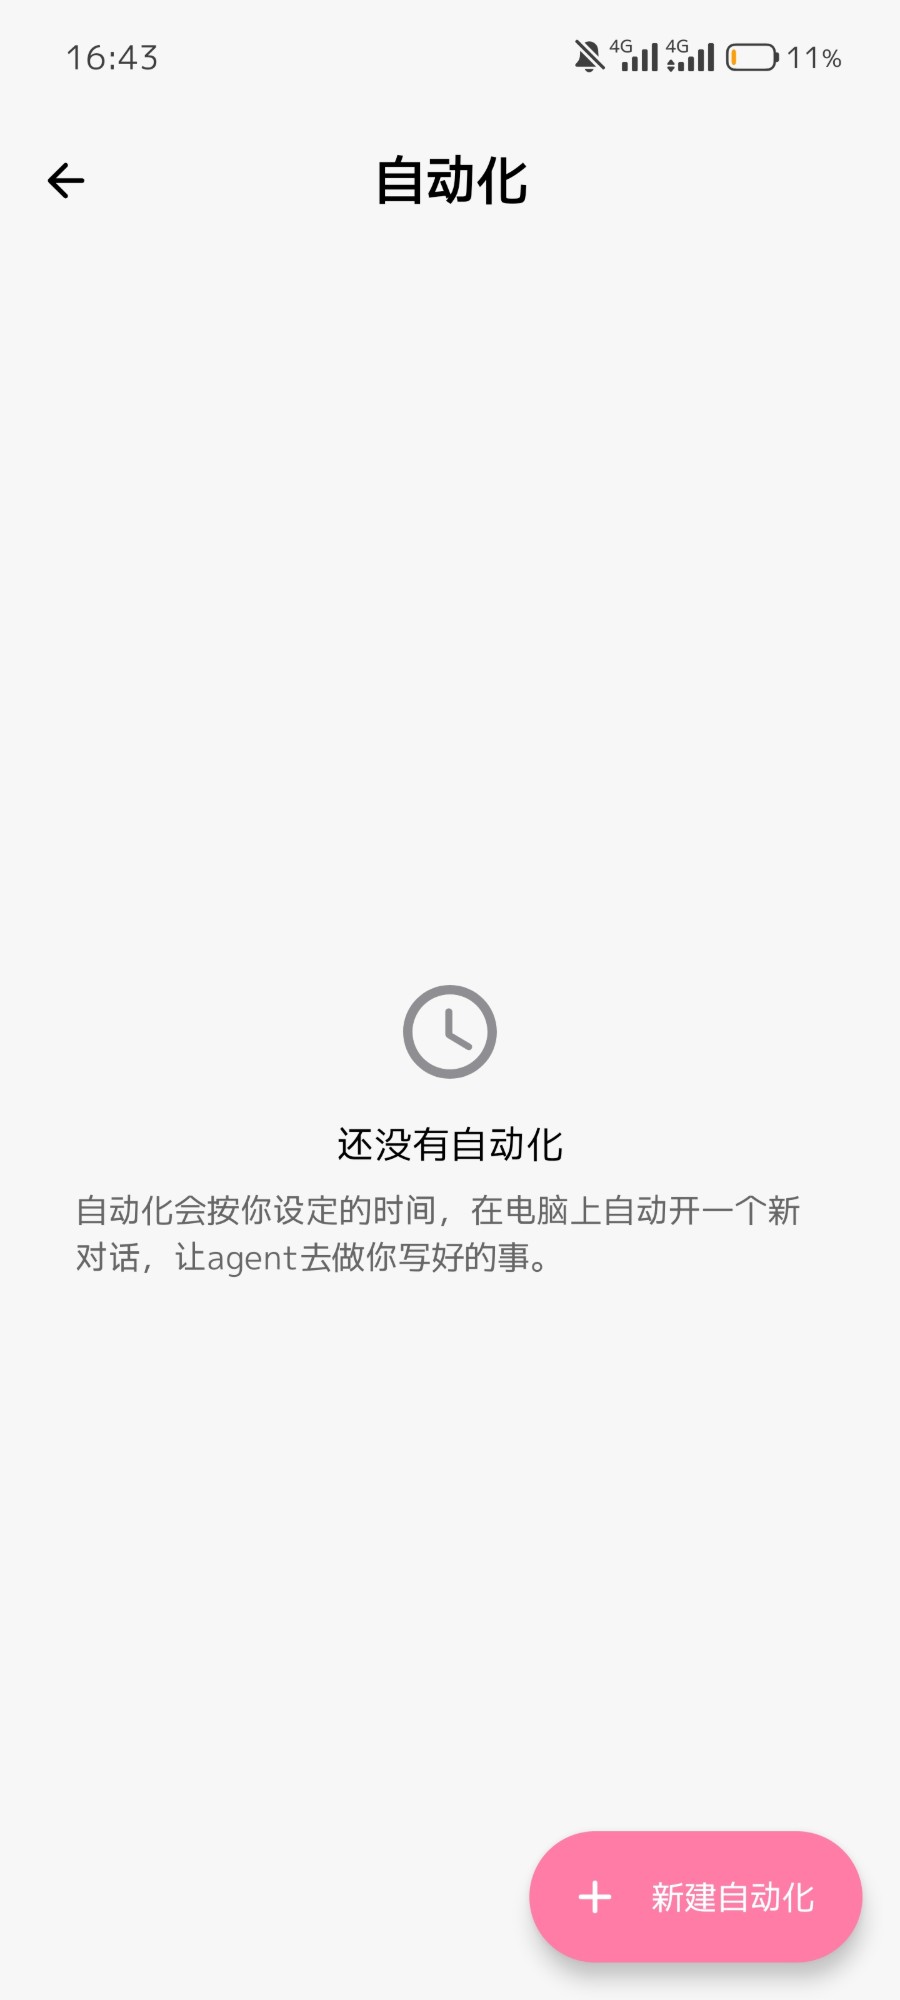 16:43
4G 4G 11%
自动化
还没有自动化
自动化会按你设定的时间，在电脑上自动开一个新
对话，让agent去做你写好的事。
新建自动化